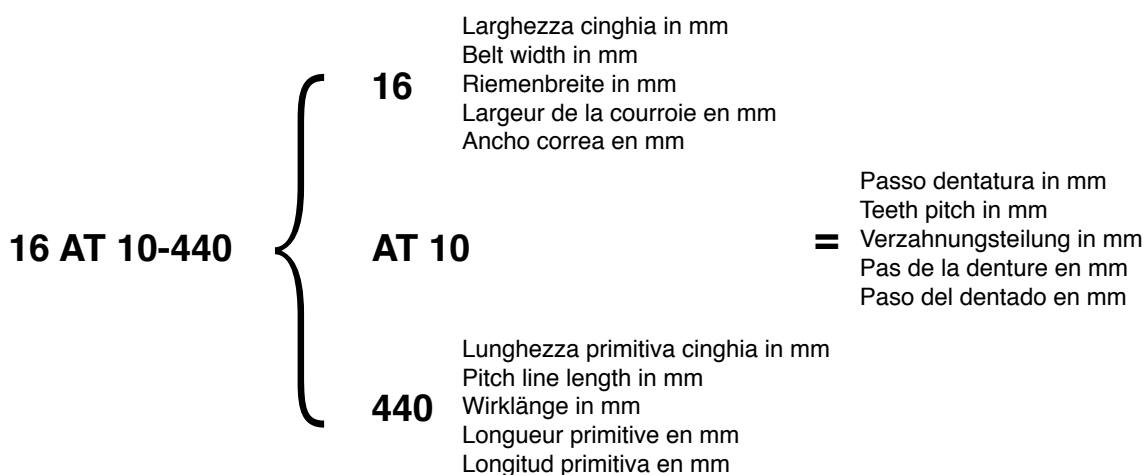 16 AT 10-440
16
Larghezza cinghia in mm
Belt width in mm
Riemenbreite in mm
Largeur de la courroie en mm
Ancho correa en mm
AT 10
=
Passo dentatura in mm
Teeth pitch in mm
Verzahnungsteilung in mm
Pas de la denture en mm
Paso del dentado en mm
440
Lunghezza primitiva cinghia in mm
Pitch line length in mm
Wirklänge in mm
Longueur primitive en mm
Longitud primitiva en mm